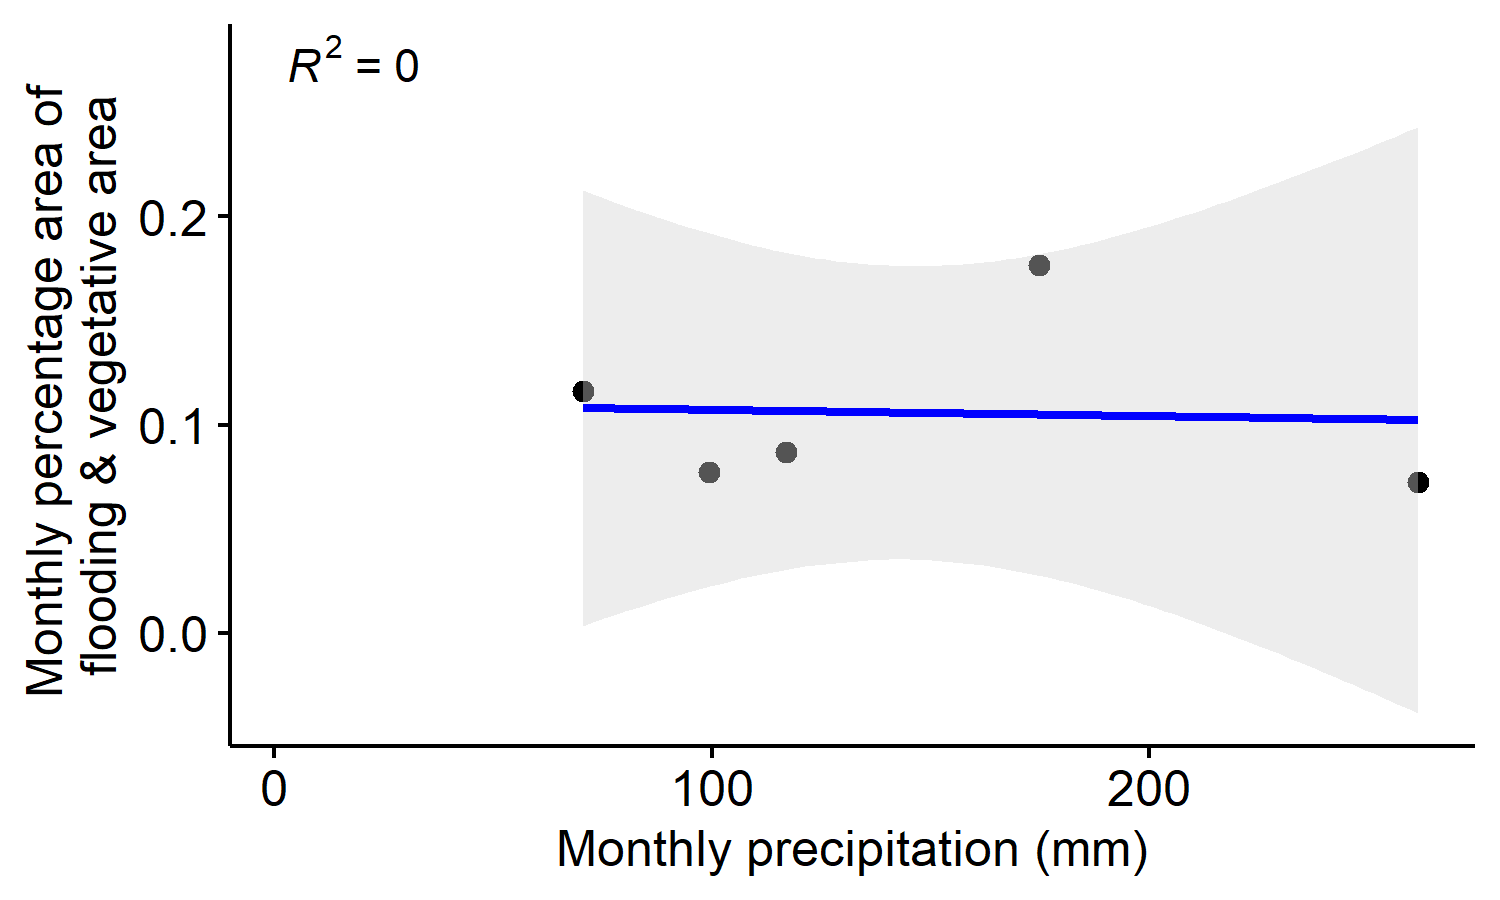 R² = 0
Monthly percentage area of
flooding & vegetative area
0.2
0.1
0.0
0 100 200
Monthly precipitation (mm)